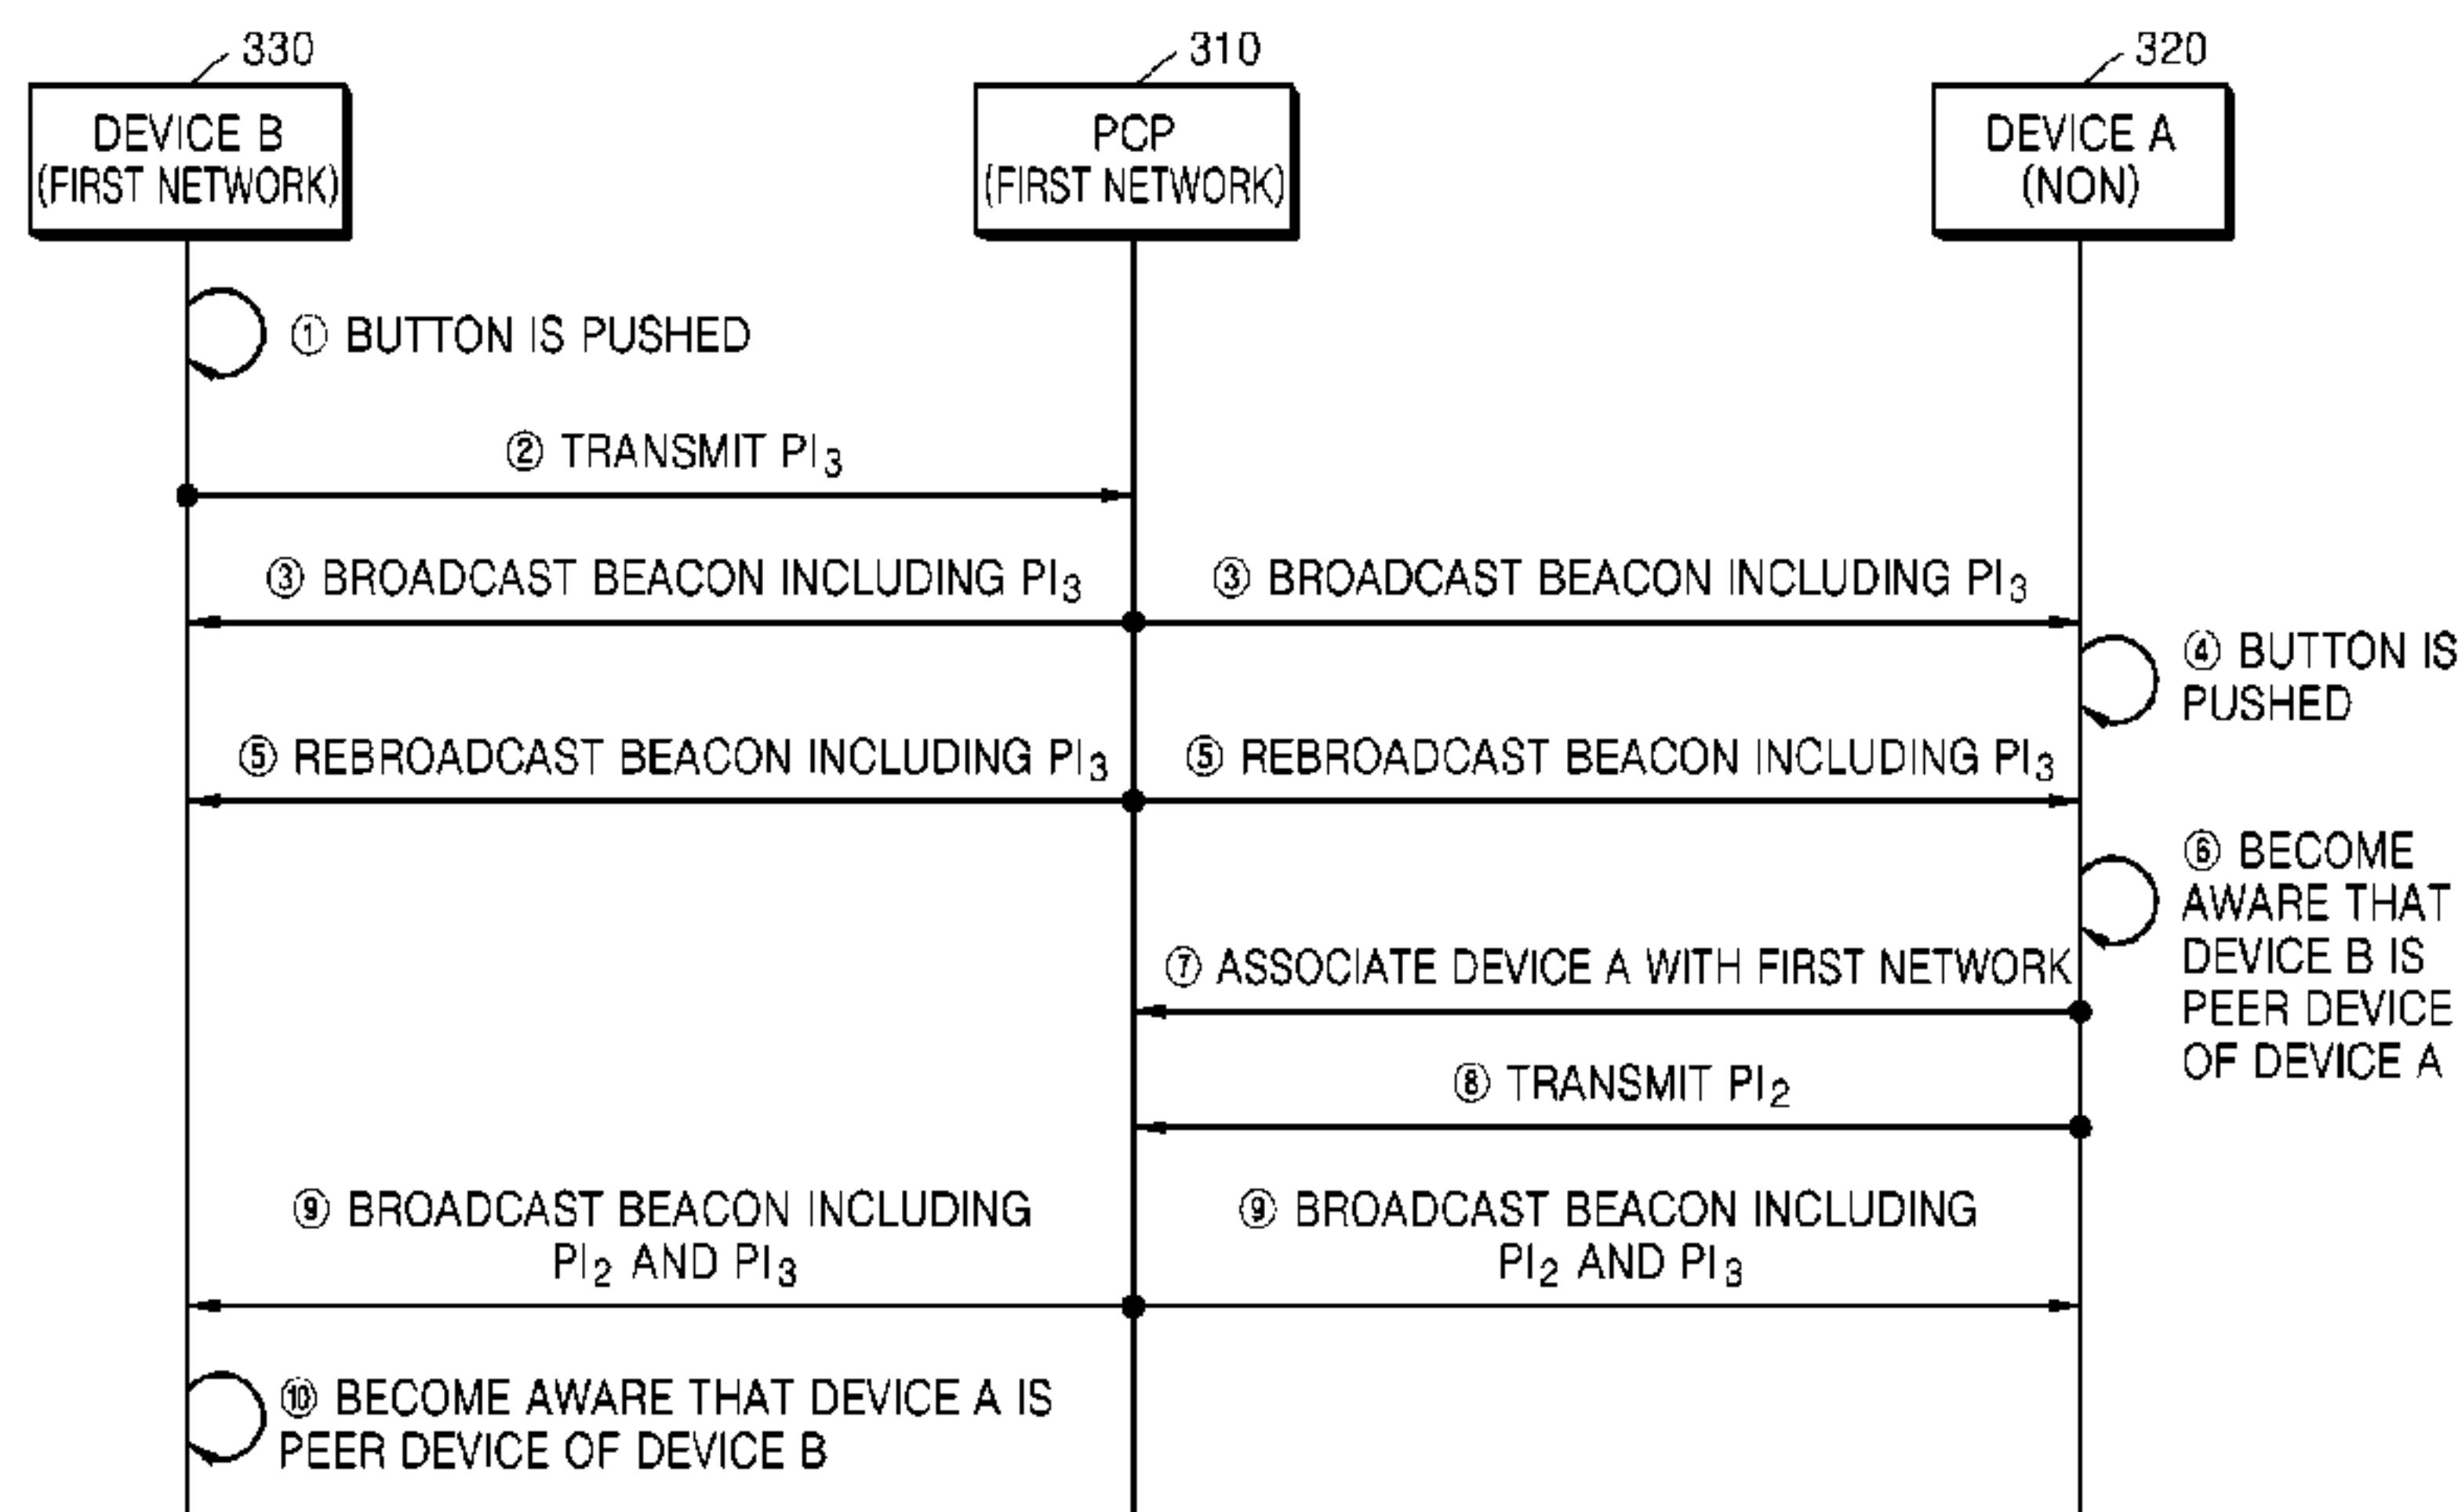 330
310
320
DEVICE B
(FIRST NETWORK)
PCP
(FIRST NETWORK)
DEVICE A
(NON)
① BUTTON IS PUSHED
② TRANSMIT PI₃
③ BROADCAST BEACON INCLUDING PI₃
③ BROADCAST BEACON INCLUDING PI₃
④ BUTTON IS
PUSHED
⑤ REBROADCAST BEACON INCLUDING PI₃
⑤ REBROADCAST BEACON INCLUDING PI₃
⑥ BECOME
AWARE THAT
DEVICE B IS
PEER DEVICE
OF DEVICE A
⑦ ASSOCIATE DEVICE A WITH FIRST NETWORK
⑧ TRANSMIT PI₂
⑨ BROADCAST BEACON INCLUDING
PI₂ AND PI₃
⑨ BROADCAST BEACON INCLUDING
PI₂ AND PI₃
⑩ BECOME AWARE THAT DEVICE A IS
PEER DEVICE OF DEVICE B